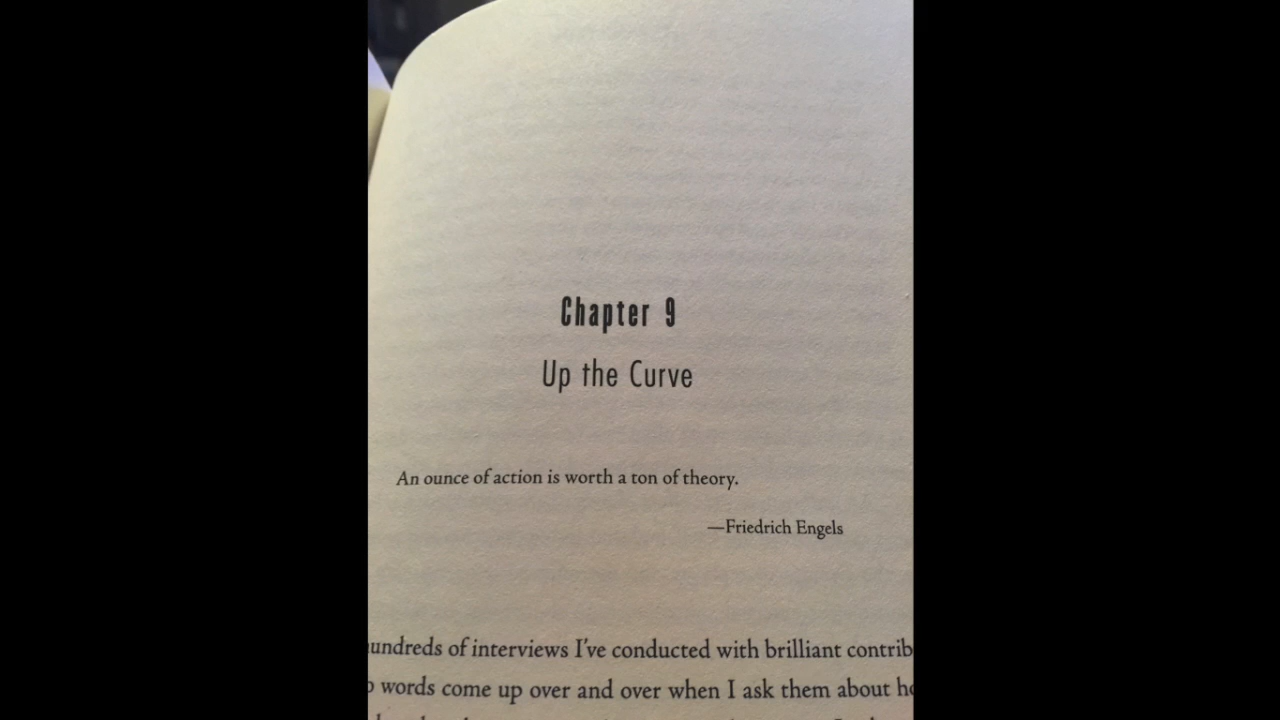 Chapter 9
Up the Curve
An ounce of action is worth a ton of theory.
—Friedrich Engels
undreds of interviews I've conducted with brilliant contrib
words come up over and over when I ask them about